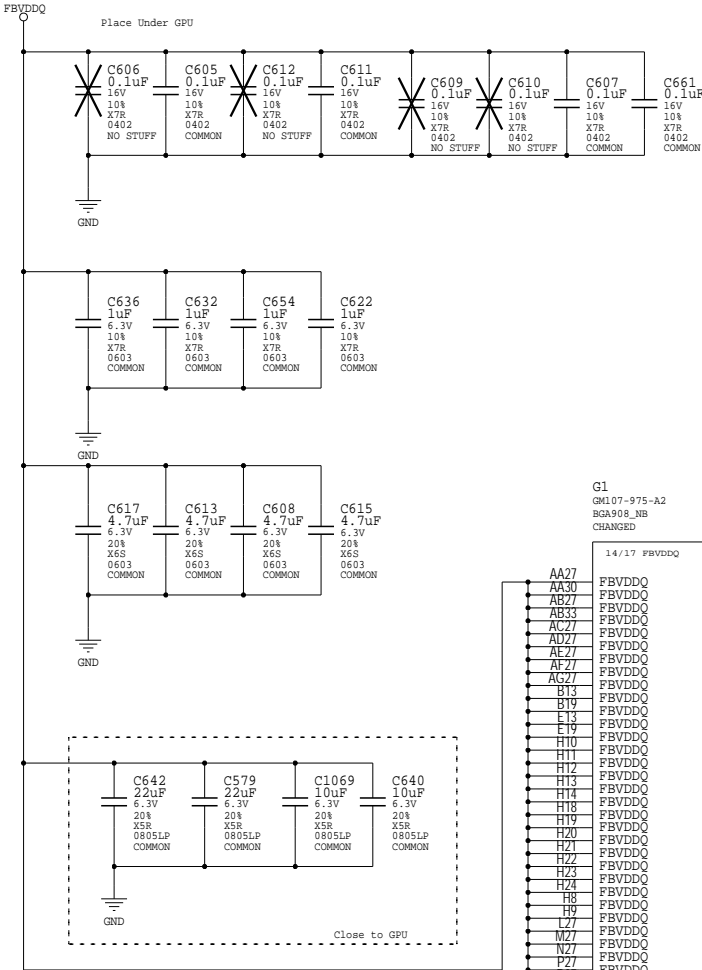 FBVDDQ
Place Under GPU
C606
0.1uF
16V
10%
X7R
0402
NO STUFF
C605
0.1uF
16V
10%
X7R
0402
COMMON
C612
0.1uF
16V
10%
X7R
0402
NO STUFF
C611
0.1uF
16V
10%
X7R
0402
COMMON
C609
0.1uF
16V
10%
X7R
0402
NO STUFF
C610
0.1uF
16V
10%
X7R
0402
NO STUFF
C607
0.1uF
16V
10%
X7R
0402
COMMON
C661
0.1uF
16V
10%
X7R
0402
COMMON
GND
C636
1uF
6.3V
10%
X7R
0603
COMMON
C632
1uF
6.3V
10%
X7R
0603
COMMON
C654
1uF
6.3V
10%
X7R
0603
COMMON
C622
1uF
6.3V
10%
X7R
0603
COMMON
GND
C617
4.7uF
6.3V
20%
X6S
0603
COMMON
C613
4.7uF
6.3V
20%
X6S
0603
COMMON
C608
4.7uF
6.3V
20%
X6S
0603
COMMON
C615
4.7uF
6.3V
20%
X6S
0603
COMMON
GND
C642
22uF
6.3V
20%
X5R
0805LP
COMMON
C579
22uF
6.3V
20%
X5R
0805LP
COMMON
C1069
10uF
6.3V
20%
X5R
0805LP
COMMON
C640
10uF
6.3V
20%
X5R
0805LP
COMMON
GND
Close to GPU
G1
GM107-975-A2
BGA908_NB
CHANGED
14/17 FBVDDQ
AA27 FBVDDQ
AA30 FBVDDQ
AB27 FBVDDQ
AB33 FBVDDQ
AC27 FBVDDQ
AD27 FBVDDQ
AE27 FBVDDQ
AF27 FBVDDQ
AG27 FBVDDQ
B13 FBVDDQ
B19 FBVDDQ
E13 FBVDDQ
E19 FBVDDQ
H10 FBVDDQ
H11 FBVDDQ
H12 FBVDDQ
H13 FBVDDQ
H14 FBVDDQ
H18 FBVDDQ
H19 FBVDDQ
H20 FBVDDQ
H21 FBVDDQ
H22 FBVDDQ
H23 FBVDDQ
H24 FBVDDQ
H8 FBVDDQ
H9 FBVDDQ
L27 FBVDDQ
M27 FBVDDQ
N27 FBVDDQ
P27 FBVDDQ